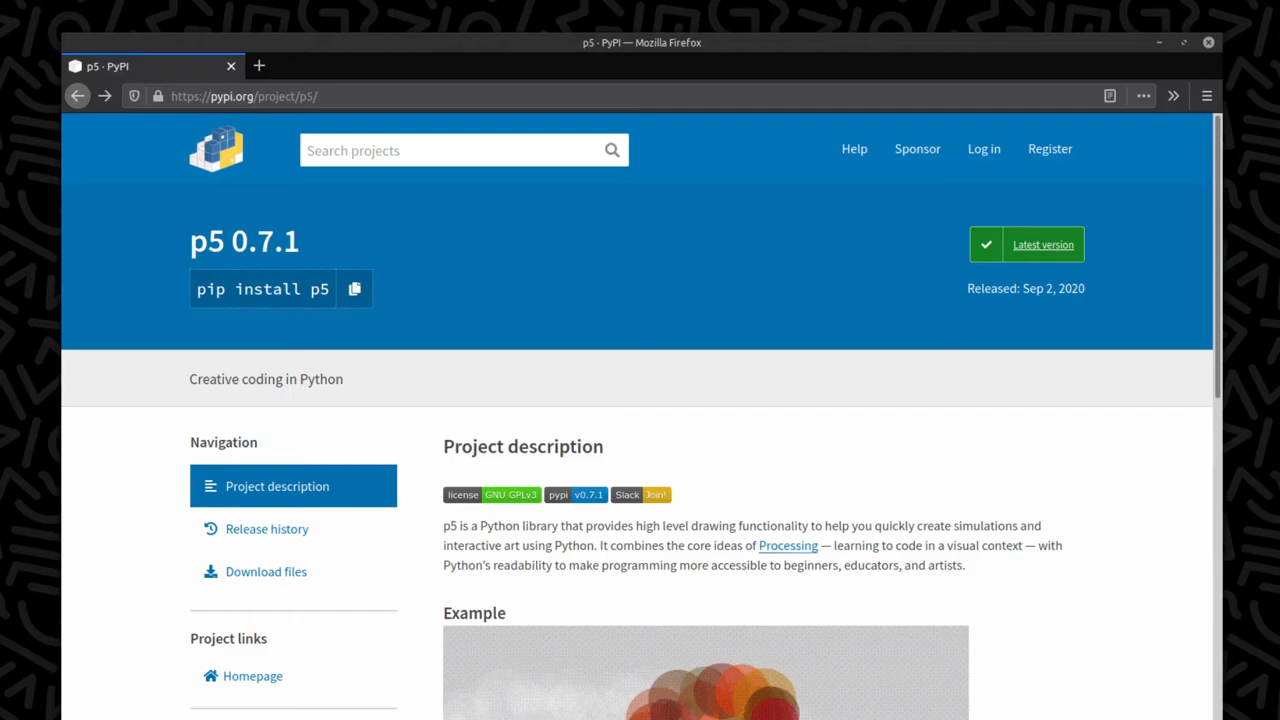 p5 · PyPI — Mozilla Firefox
p5 · PyPI
https://pypi.org/project/p5/
Search projects
Help
Sponsor
Log in
Register
p5 0.7.1
Latest version
pip install p5
Released: Sep 2, 2020
Creative coding in Python
Navigation
Project description
Release history
Download files
Project links
Homepage
Project description
license GNU GPLv3 pypi v0.7.1 Slack Join!
p5 is a Python library that provides high level drawing functionality to help you quickly create simulations and
interactive art using Python. It combines the core ideas of Processing — learning to code in a visual context — with
Python's readability to make programming more accessible to beginners, educators, and artists.
Example